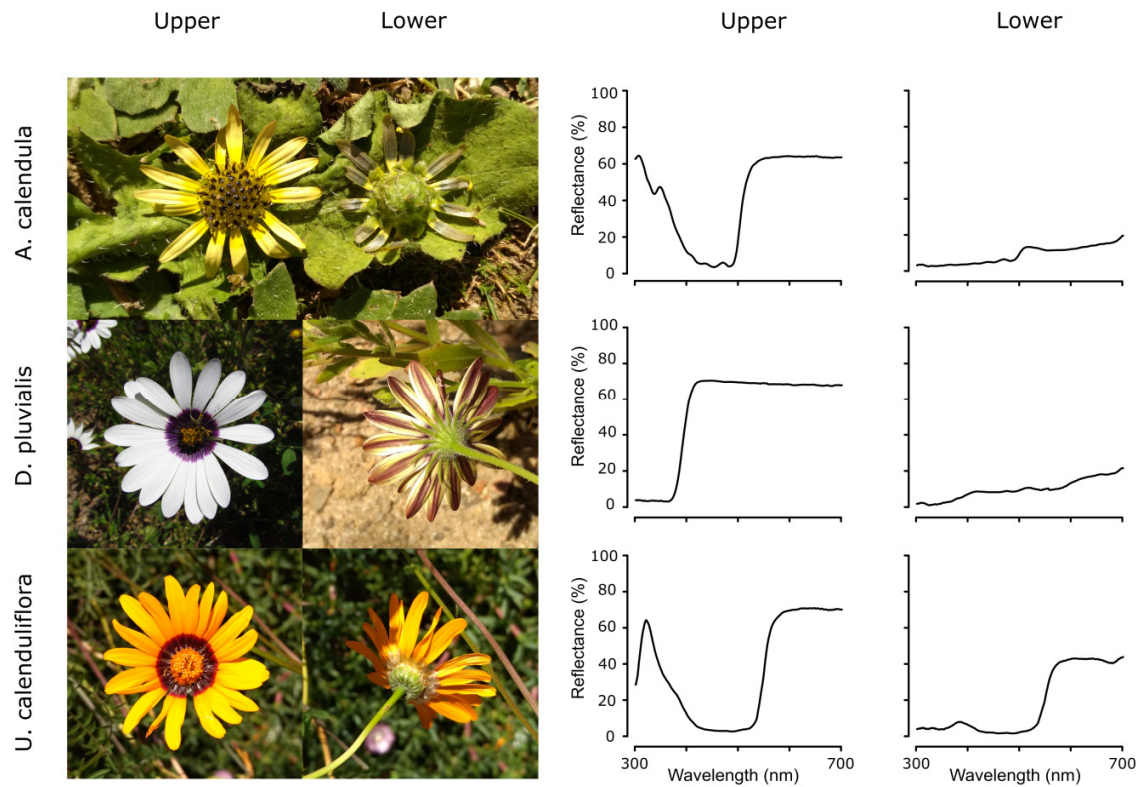 Upper Lower Upper Lower
A. calendula
Reflectance (%)
100
80
60
40
20
0
D. pluvialis
Reflectance (%)
100
80
60
40
20
0
U. calenduliflora
Reflectance (%)
100
80
60
40
20
0
300 700 300 700
Wavelength (nm) Wavelength (nm)